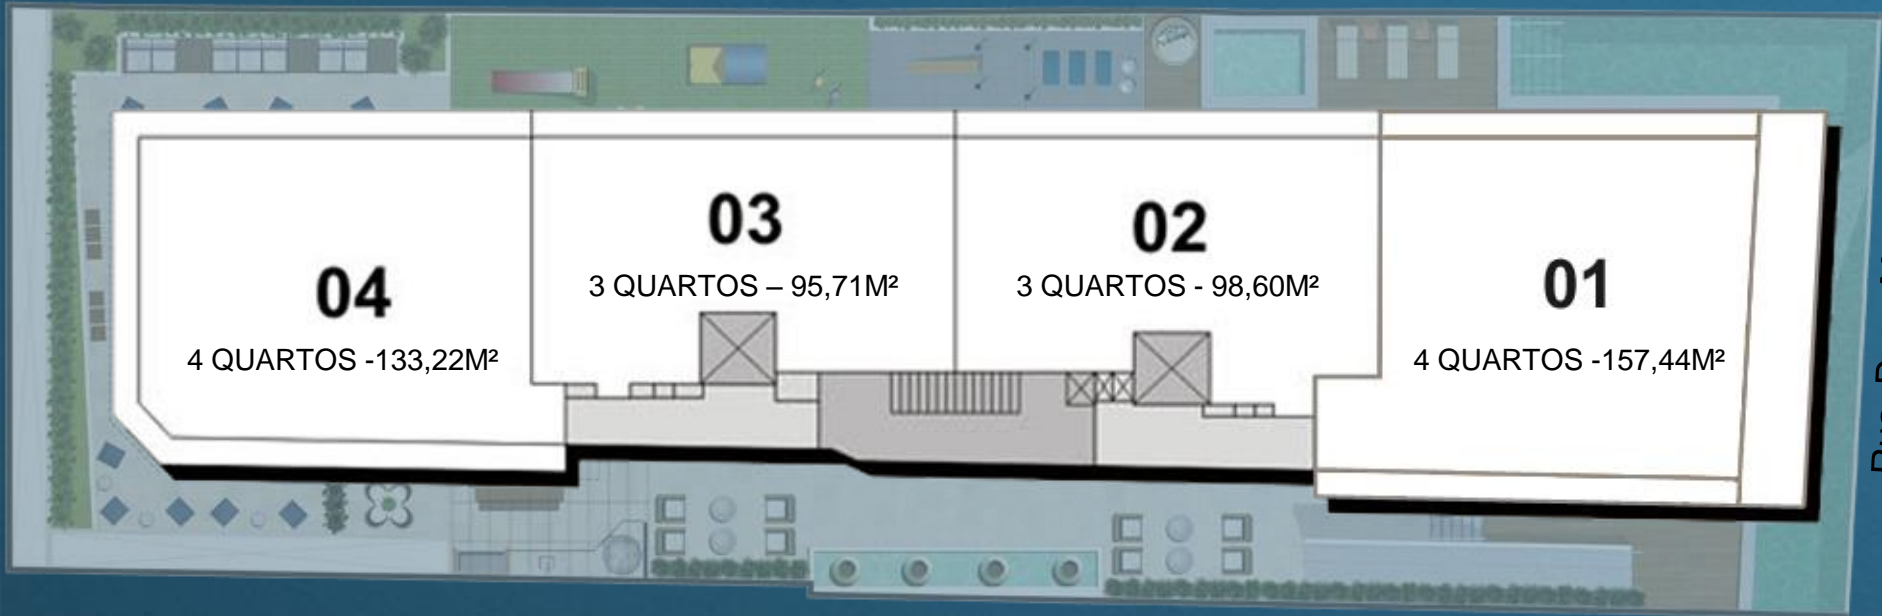 04
4 QUARTOS -133,22M²
03
3 QUARTOS – 95,71M²
02
3 QUARTOS - 98,60M²
01
4 QUARTOS -157,44M²